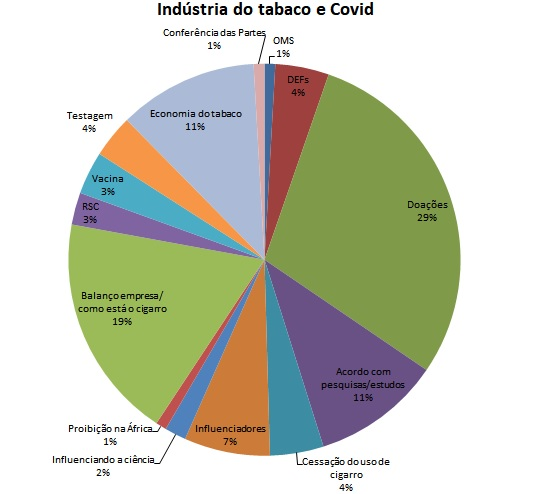 Indústria do tabaco e Covid
Conferência das Partes
1%
OMS
1%
DEFs
4%
Doações
29%
Acordo com
pesquisas/estudos
11%
Cessação do uso de
cigarro
4%
Influenciadores
7%
Influenciando a ciência
2%
Proibição na África
1%
Balanço empresa/
como está o cigarro
19%
RSC
3%
Vacina
3%
Testagem
4%
Economia do tabaco
11%